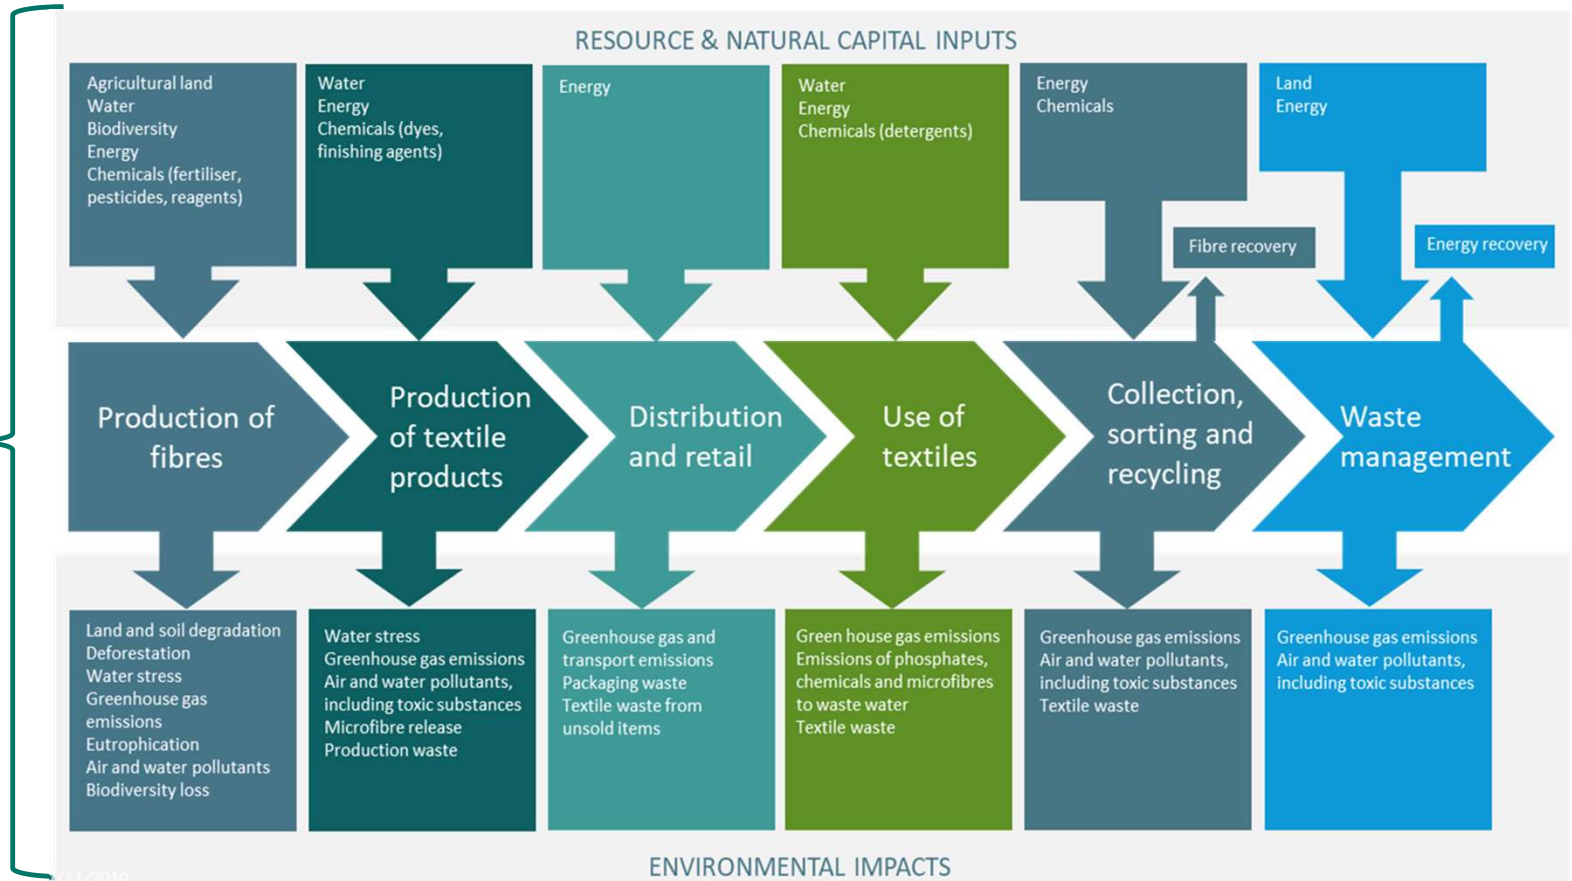 RESOURCE & NATURAL CAPITAL INPUTS
Agricultural land
Water
Biodiversity
Energy
Chemicals (fertiliser,
pesticides, reagents)
Water
Energy
Chemicals (dyes,
finishing agents)
Energy
Water
Energy
Chemicals (detergents)
Energy
Chemicals
Land
Energy
Fibre recovery
Energy recovery
Production of
fibres
Production
of textile
products
Distribution
and retail
Use of
textiles
Collection,
sorting and
recycling
Waste
management
Land and soil degradation
Deforestation
Water stress
Greenhouse gas
emissions
Eutrophication
Air and water pollutants
Biodiversity loss
Water stress
Greenhouse gas emissions
Air and water pollutants,
including toxic substances
Microfibre release
Production waste
Greenhouse gas and
transport emissions
Packaging waste
Textile waste from
unsold items
Green house gas emissions
Emissions of phosphates,
chemicals and microfibres
to waste water
Textile waste
Greenhouse gas emissions
Air and water pollutants,
including toxic substances
Textile waste
Greenhouse gas emissions
Air and water pollutants,
including toxic substances
ENVIRONMENTAL IMPACTS